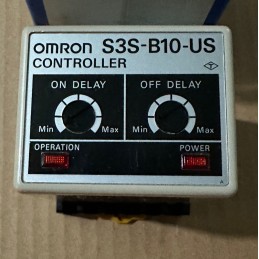 OMRON S3S-B10-US
CONTROLLER
ON DELAY OFF DELAY
Min Max Min Max
OPERATION POWER